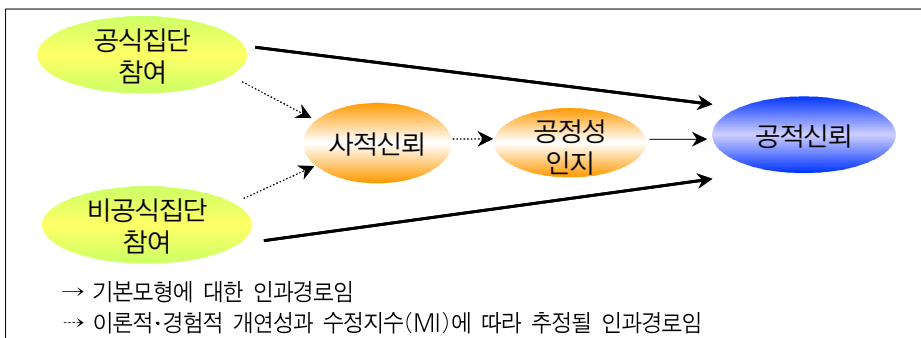 공식집단
참여
사적신뢰
공정성
인지
공적신뢰
비공식집단
참여
→ 기본모형에 대한 인과경로임
⤍ 이론적·경험적 개연성과 수정지수(MI)에 따라 추정될 인과경로임